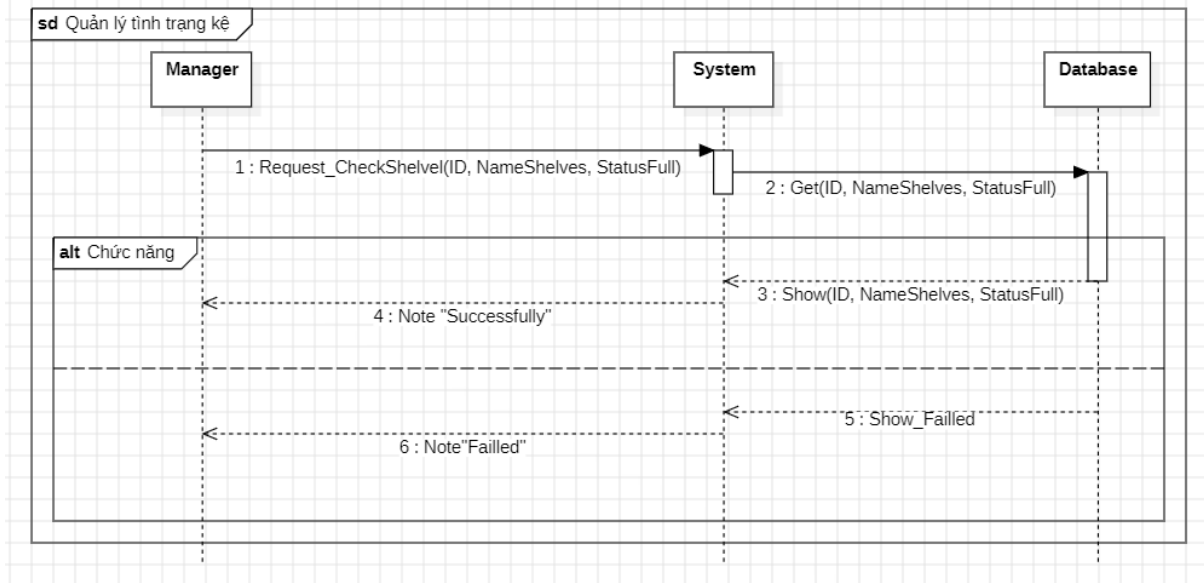 sd Quản lý tình trạng kệ
Manager
System
Database
1 : Request_CheckShelvel(ID, NameShelves, StatusFull)
2 : Get(ID, NameShelves, StatusFull)
alt Chức năng
3 : Show(ID, NameShelves, StatusFull)
4 : Note "Successfully"
5 : Show_Failled
6 : Note"Failled"